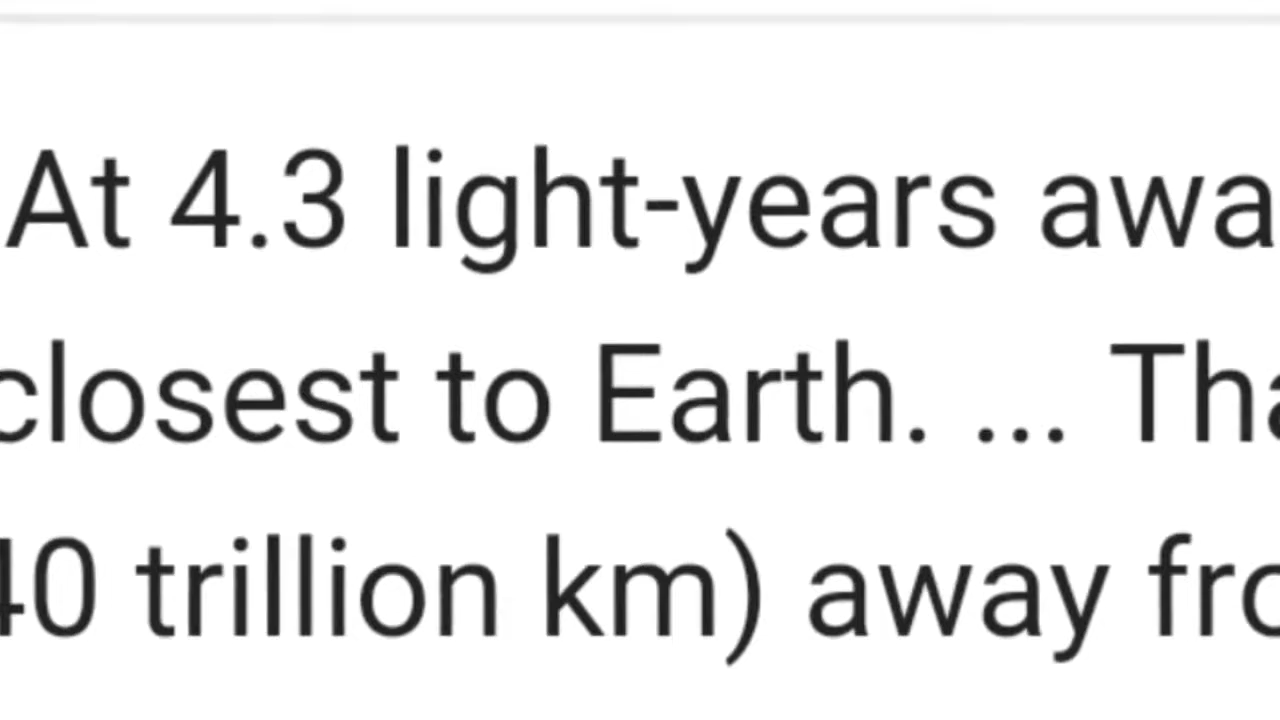 At 4.3 light-years awa
closest to Earth. ... Tha
40 trillion km) away fro